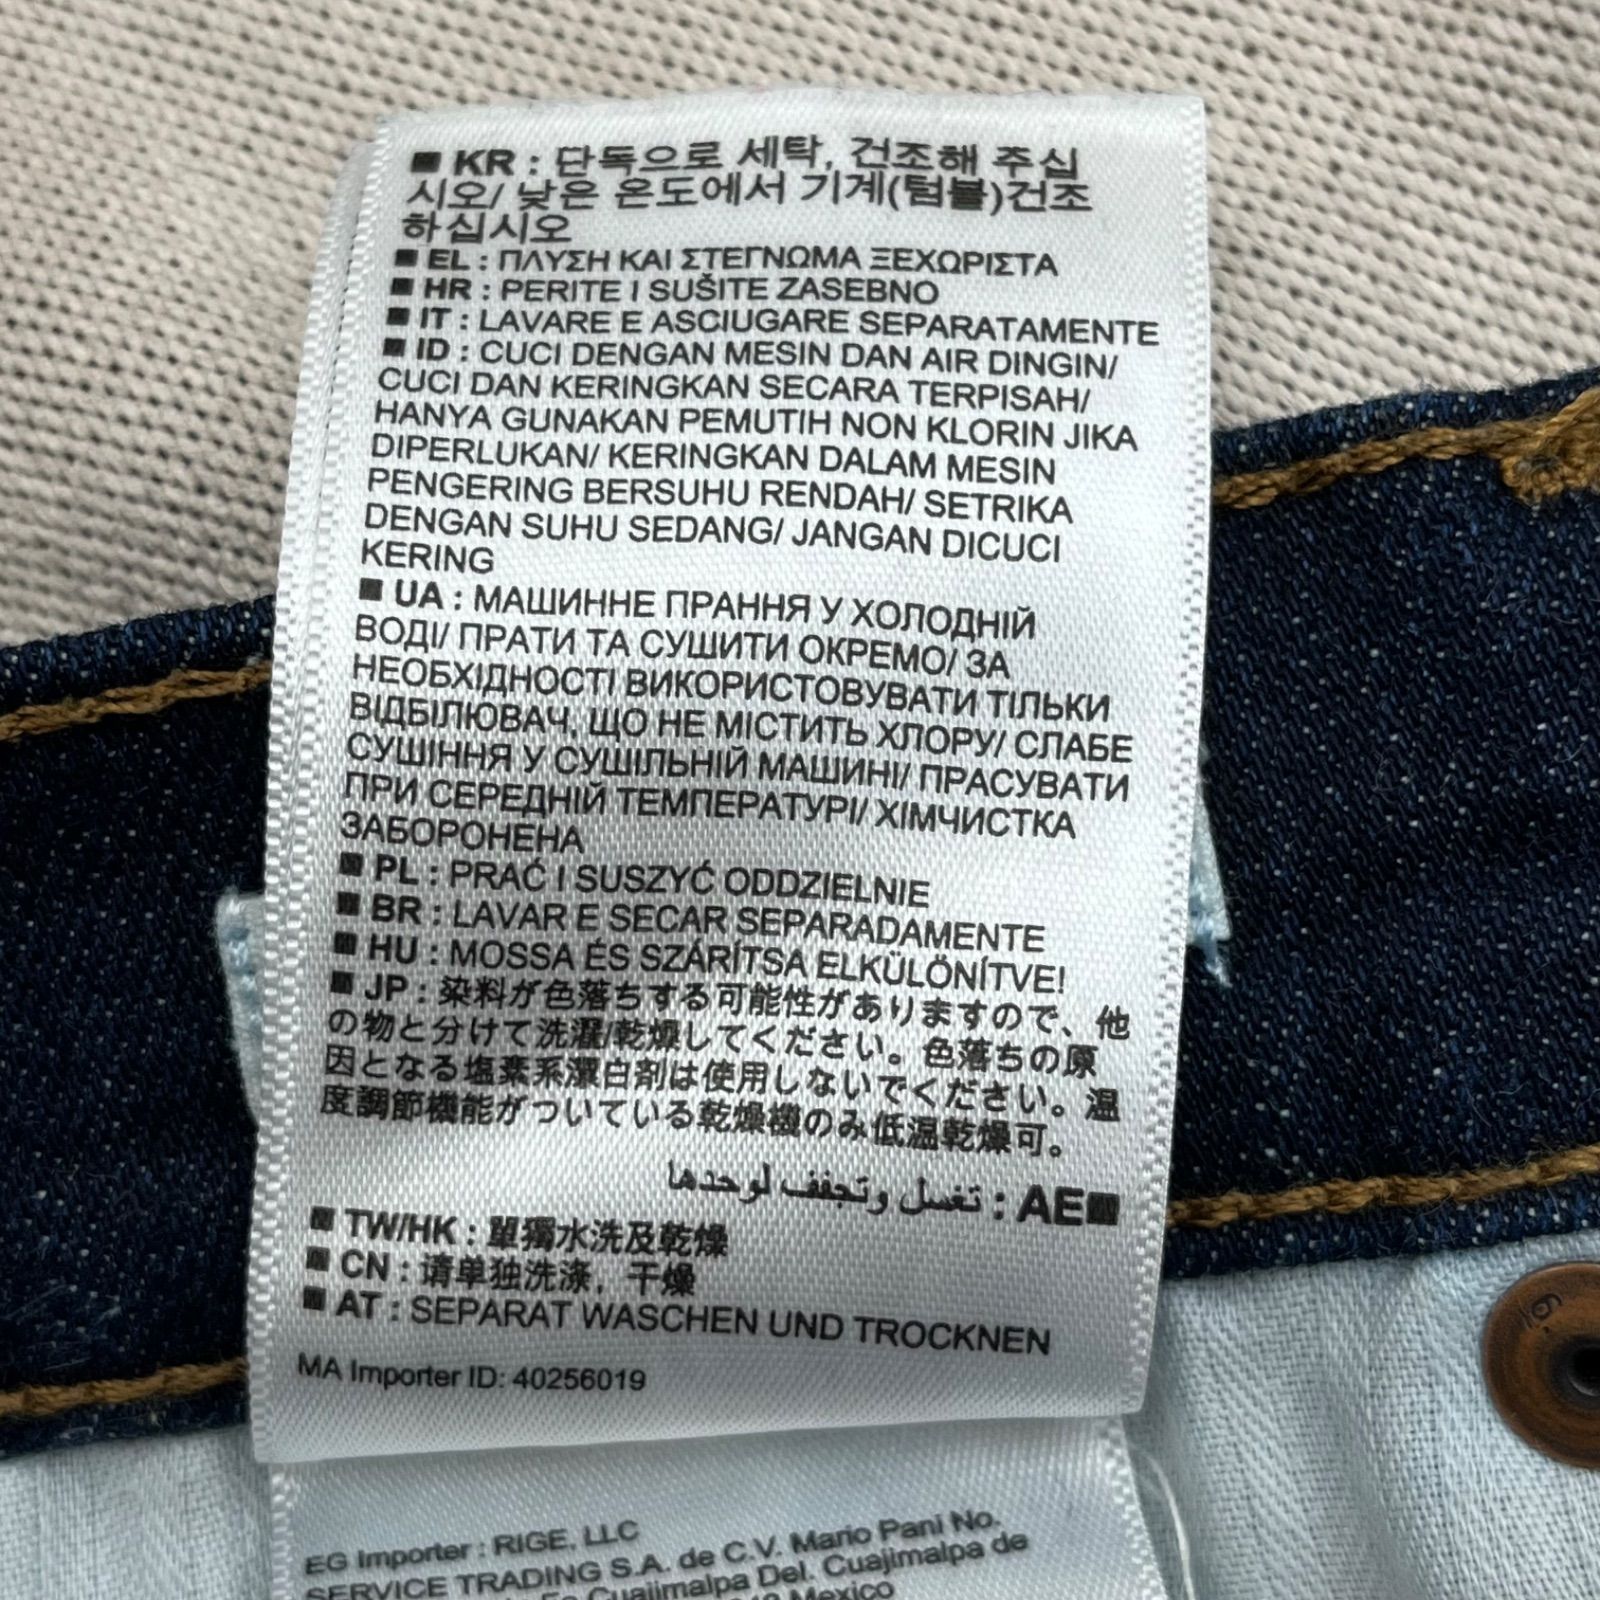 ■ KR : 단독으로 세탁, 건조해 주십
시오/ 낮은 온도에서 기계(텀블)건조
하십시오
■ EL : ΠΛΥΣΗ ΚΑΙ ΣΤΕΓΝΩΜΑ ΞΕΧΩΡΙΣΤΑ
■ HR : PERITE I SUŠITE ZASEBNO
■ IT : LAVARE E ASCIUGARE SEPARATAMENTE
■ ID : CUCI DENGAN MESIN DAN AIR DINGIN/
CUCI DAN KERINGKAN SECARA TERPISAH/
HANYA GUNAKAN PEMUTIH NON KLORIN JIKA
DIPERLUKAN/ KERINGKAN DALAM MESIN
PENGERING BERSUHU RENDAH/ SETRIKA
DENGAN SUHU SEDANG/ JANGAN DICUCI
KERING
■ UA : МАШИННЕ ПРАННЯ У ХОЛОДНІЙ
ВОДІ/ ПРАТИ ТА СУШИТИ ОКРЕМО/ ЗА
НЕОБХІДНОСТІ ВИКОРИСТОВУВАТИ ТІЛЬКИ
ВІДБІЛЮВАЧ, ЩО НЕ МІСТИТЬ ХЛОРУ/ СЛАБЕ
СУШІННЯ У СУШІЛЬНІЙ МАШИНІ/ ПРАСУВАТИ
ПРИ СЕРЕДНІЙ ТЕМПЕРАТУРІ/ ХІМЧИСТКА
ЗАБОРОНЕНА
■ PL : PRAĆ I SUSZYĆ ODDZIELNIE
■ BR : LAVAR E SECAR SEPARADAMENTE
■ HU : MOSSA ÉS SZÁRÍTSA ELKÜLÖNÍTVE!
■ JP : 染料が色落ちする可能性がありますので、他
の物と分けて洗濯/乾燥してください。色落ちの原
因となる塩素系漂白剤は使用しないでください。温
度調節機能がついている乾燥機のみ低温乾燥可。
■AE : تغسل وتجفف لوحدها
■ TW/HK : 單獨水洗及乾燥
■ CN : 请单独洗涤，干燥
■ AT : SEPARAT WASCHEN UND TROCKNEN
MA Importer ID: 40256019
EG Importer : RIGE, LLC
SERVICE TRADING S.A. de C.V. Mario Pani No.
Cuajimalpa Del. Cuajimalpa de
Mexico